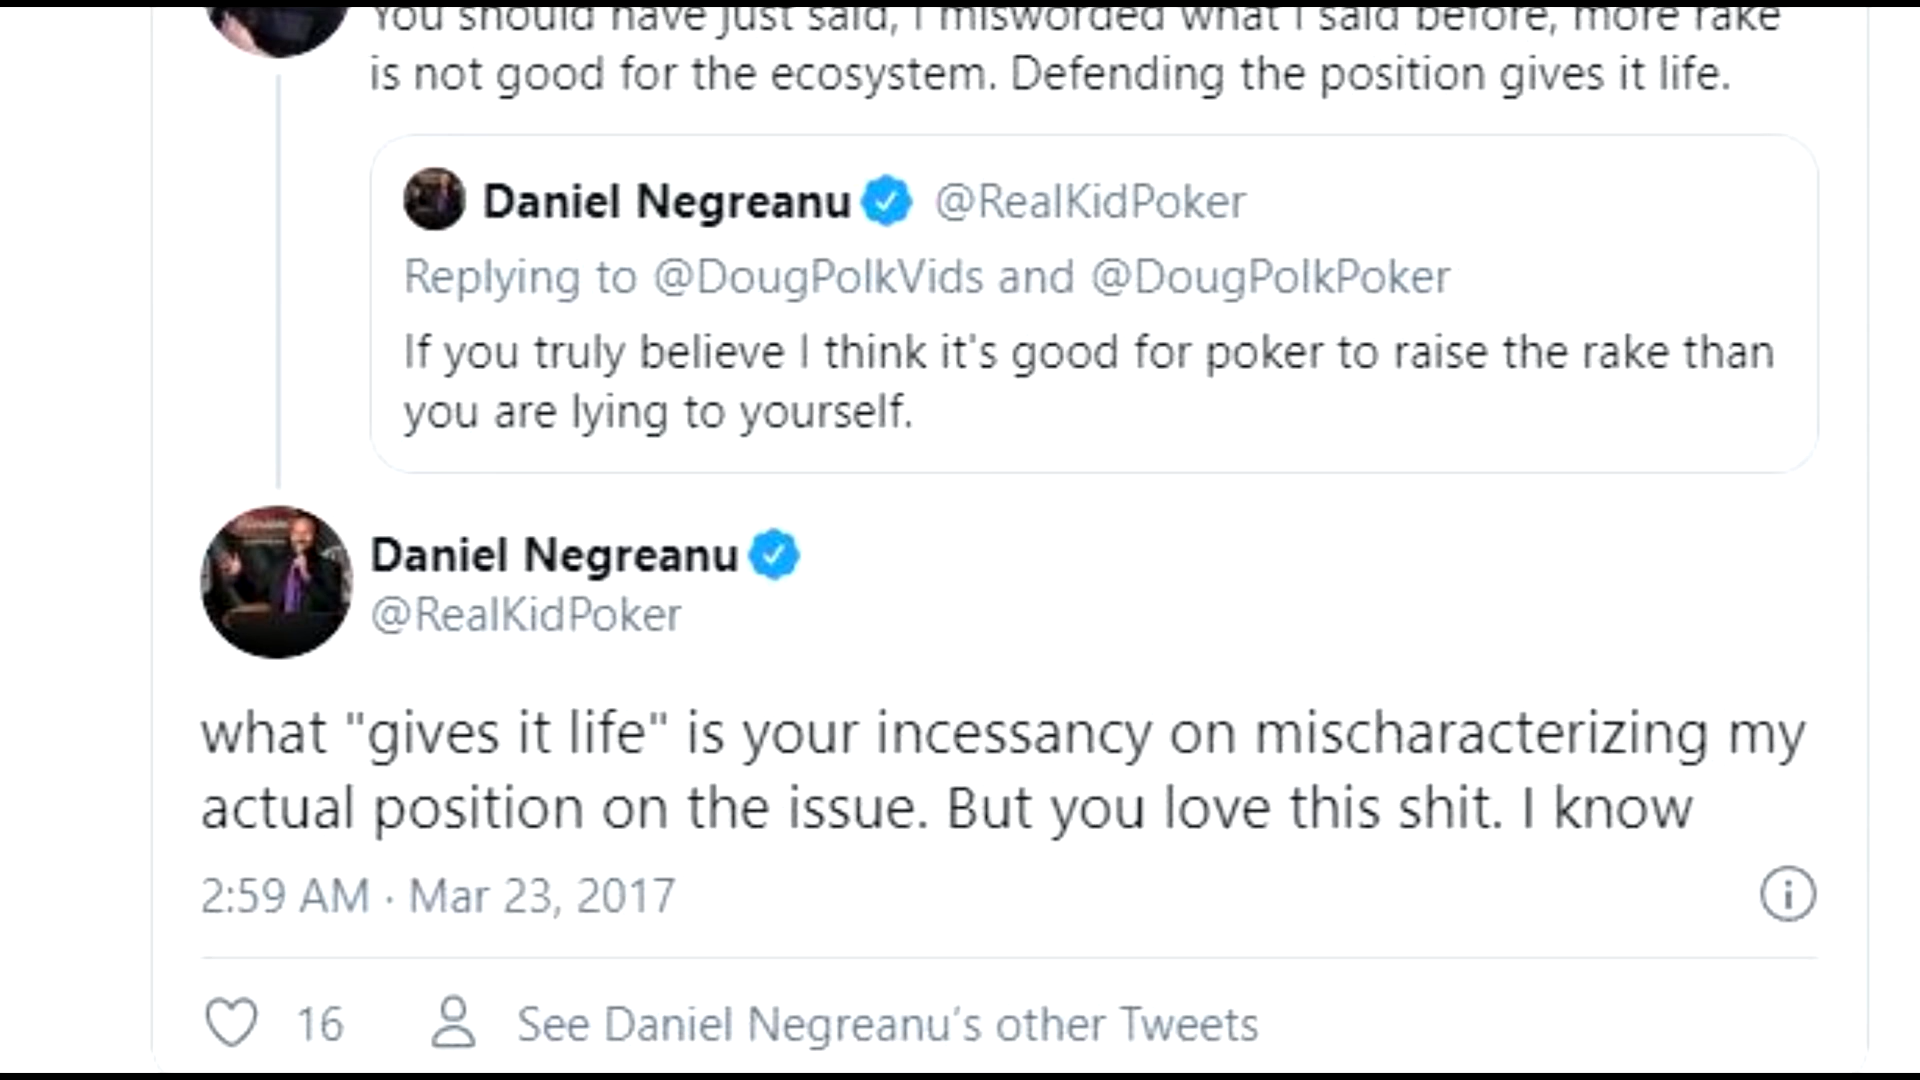 You should have just said, I misworded what I said before, more rake
is not good for the ecosystem. Defending the position gives it life.
Daniel Negreanu @RealKidPoker
Replying to @DougPolkVids and @DougPolkPoker
If you truly believe I think it's good for poker to raise the rake than
you are lying to yourself.
Daniel Negreanu
@RealKidPoker
what "gives it life" is your incessancy on mischaracterizing my
actual position on the issue. But you love this shit. I know
2:59 AM · Mar 23, 2017
16 See Daniel Negreanu's other Tweets